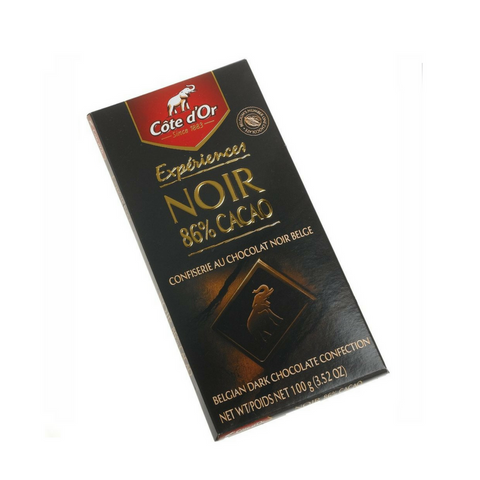 Côte d'Or
Since 1883
Expériences
NOIR
86% CACAO
CONFISERIE AU CHOCOLAT NOIR BELGE
BELGIAN DARK CHOCOLATE CONFECTION
NET WT/POIDS NET 100 g (3.52 OZ)